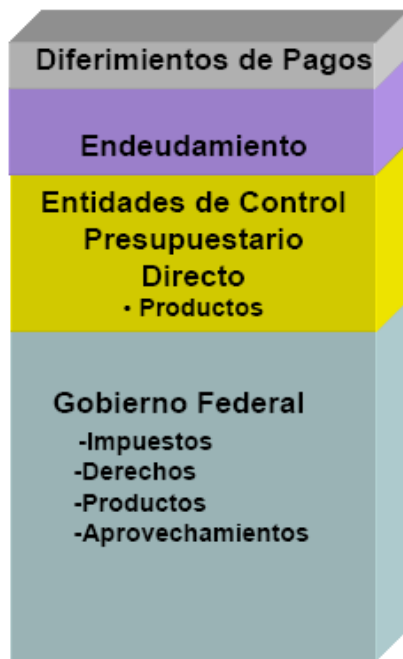 Diferimientos de Pagos
Endeudamiento
Entidades de Control
Presupuestario
Directo
• Productos
Gobierno Federal
-Impuestos
-Derechos
-Productos
-Aprovechamientos